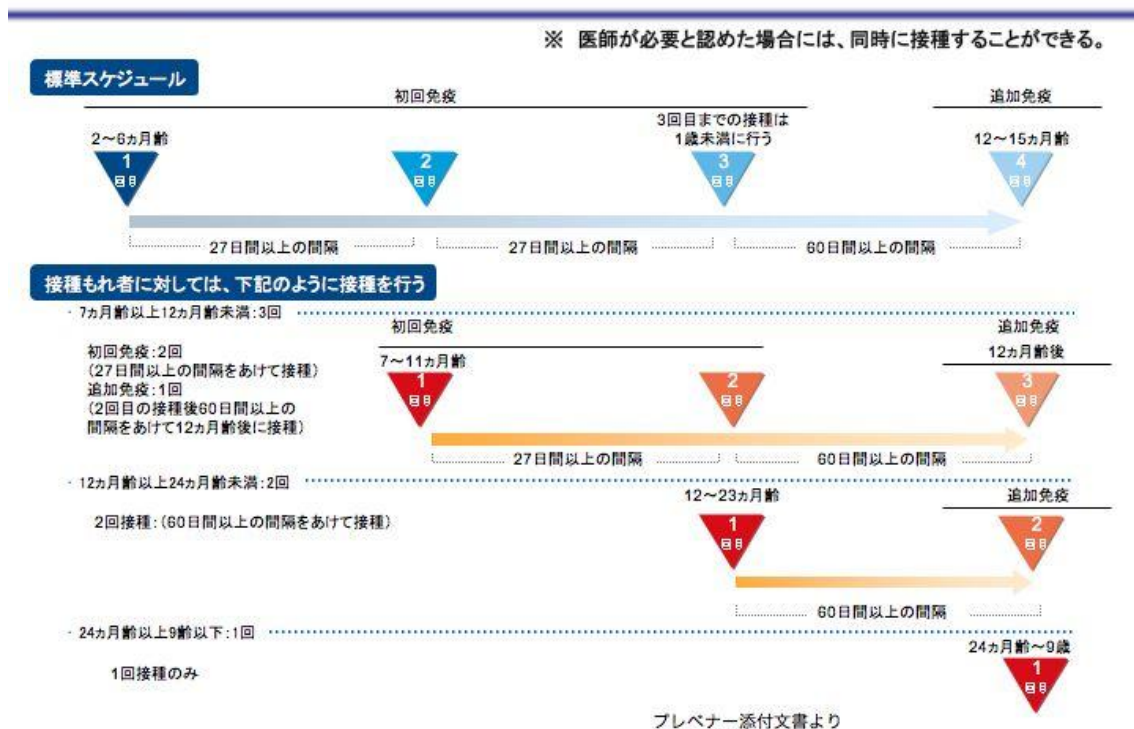 ※ 医師が必要と認めた場合には、同時に接種することができる。
標準スケジュール
初回免疫
追加免疫
2～6ヵ月齢
3回目までの接種は
1歳未満に行う
12～15ヵ月齢
1
回目
2
回目
3
回目
4
回目
27日間以上の間隔
27日間以上の間隔
60日間以上の間隔
接種もれ者に対しては、下記のように接種を行う
・ 7ヵ月齢以上12ヵ月齢未満：3回
初回免疫
追加免疫
初回免疫：2回
（27日間以上の間隔をあけて接種）
追加免疫：1回
（2回目の接種後60日間以上の
間隔をあけて12ヵ月齢後に接種）
7～11ヵ月齢
12ヵ月齢後
1
回目
2
回目
3
回目
27日間以上の間隔
60日間以上の間隔
・ 12ヵ月齢以上24ヵ月齢未満：2回
12～23ヵ月齢
追加免疫
2回接種：（60日間以上の間隔をあけて接種）
1
回目
2
回目
60日間以上の間隔
・ 24ヵ月齢以上9齢以下：1回
24ヵ月齢～9歳
1回接種のみ
1
回目
プレベナー添付文書より